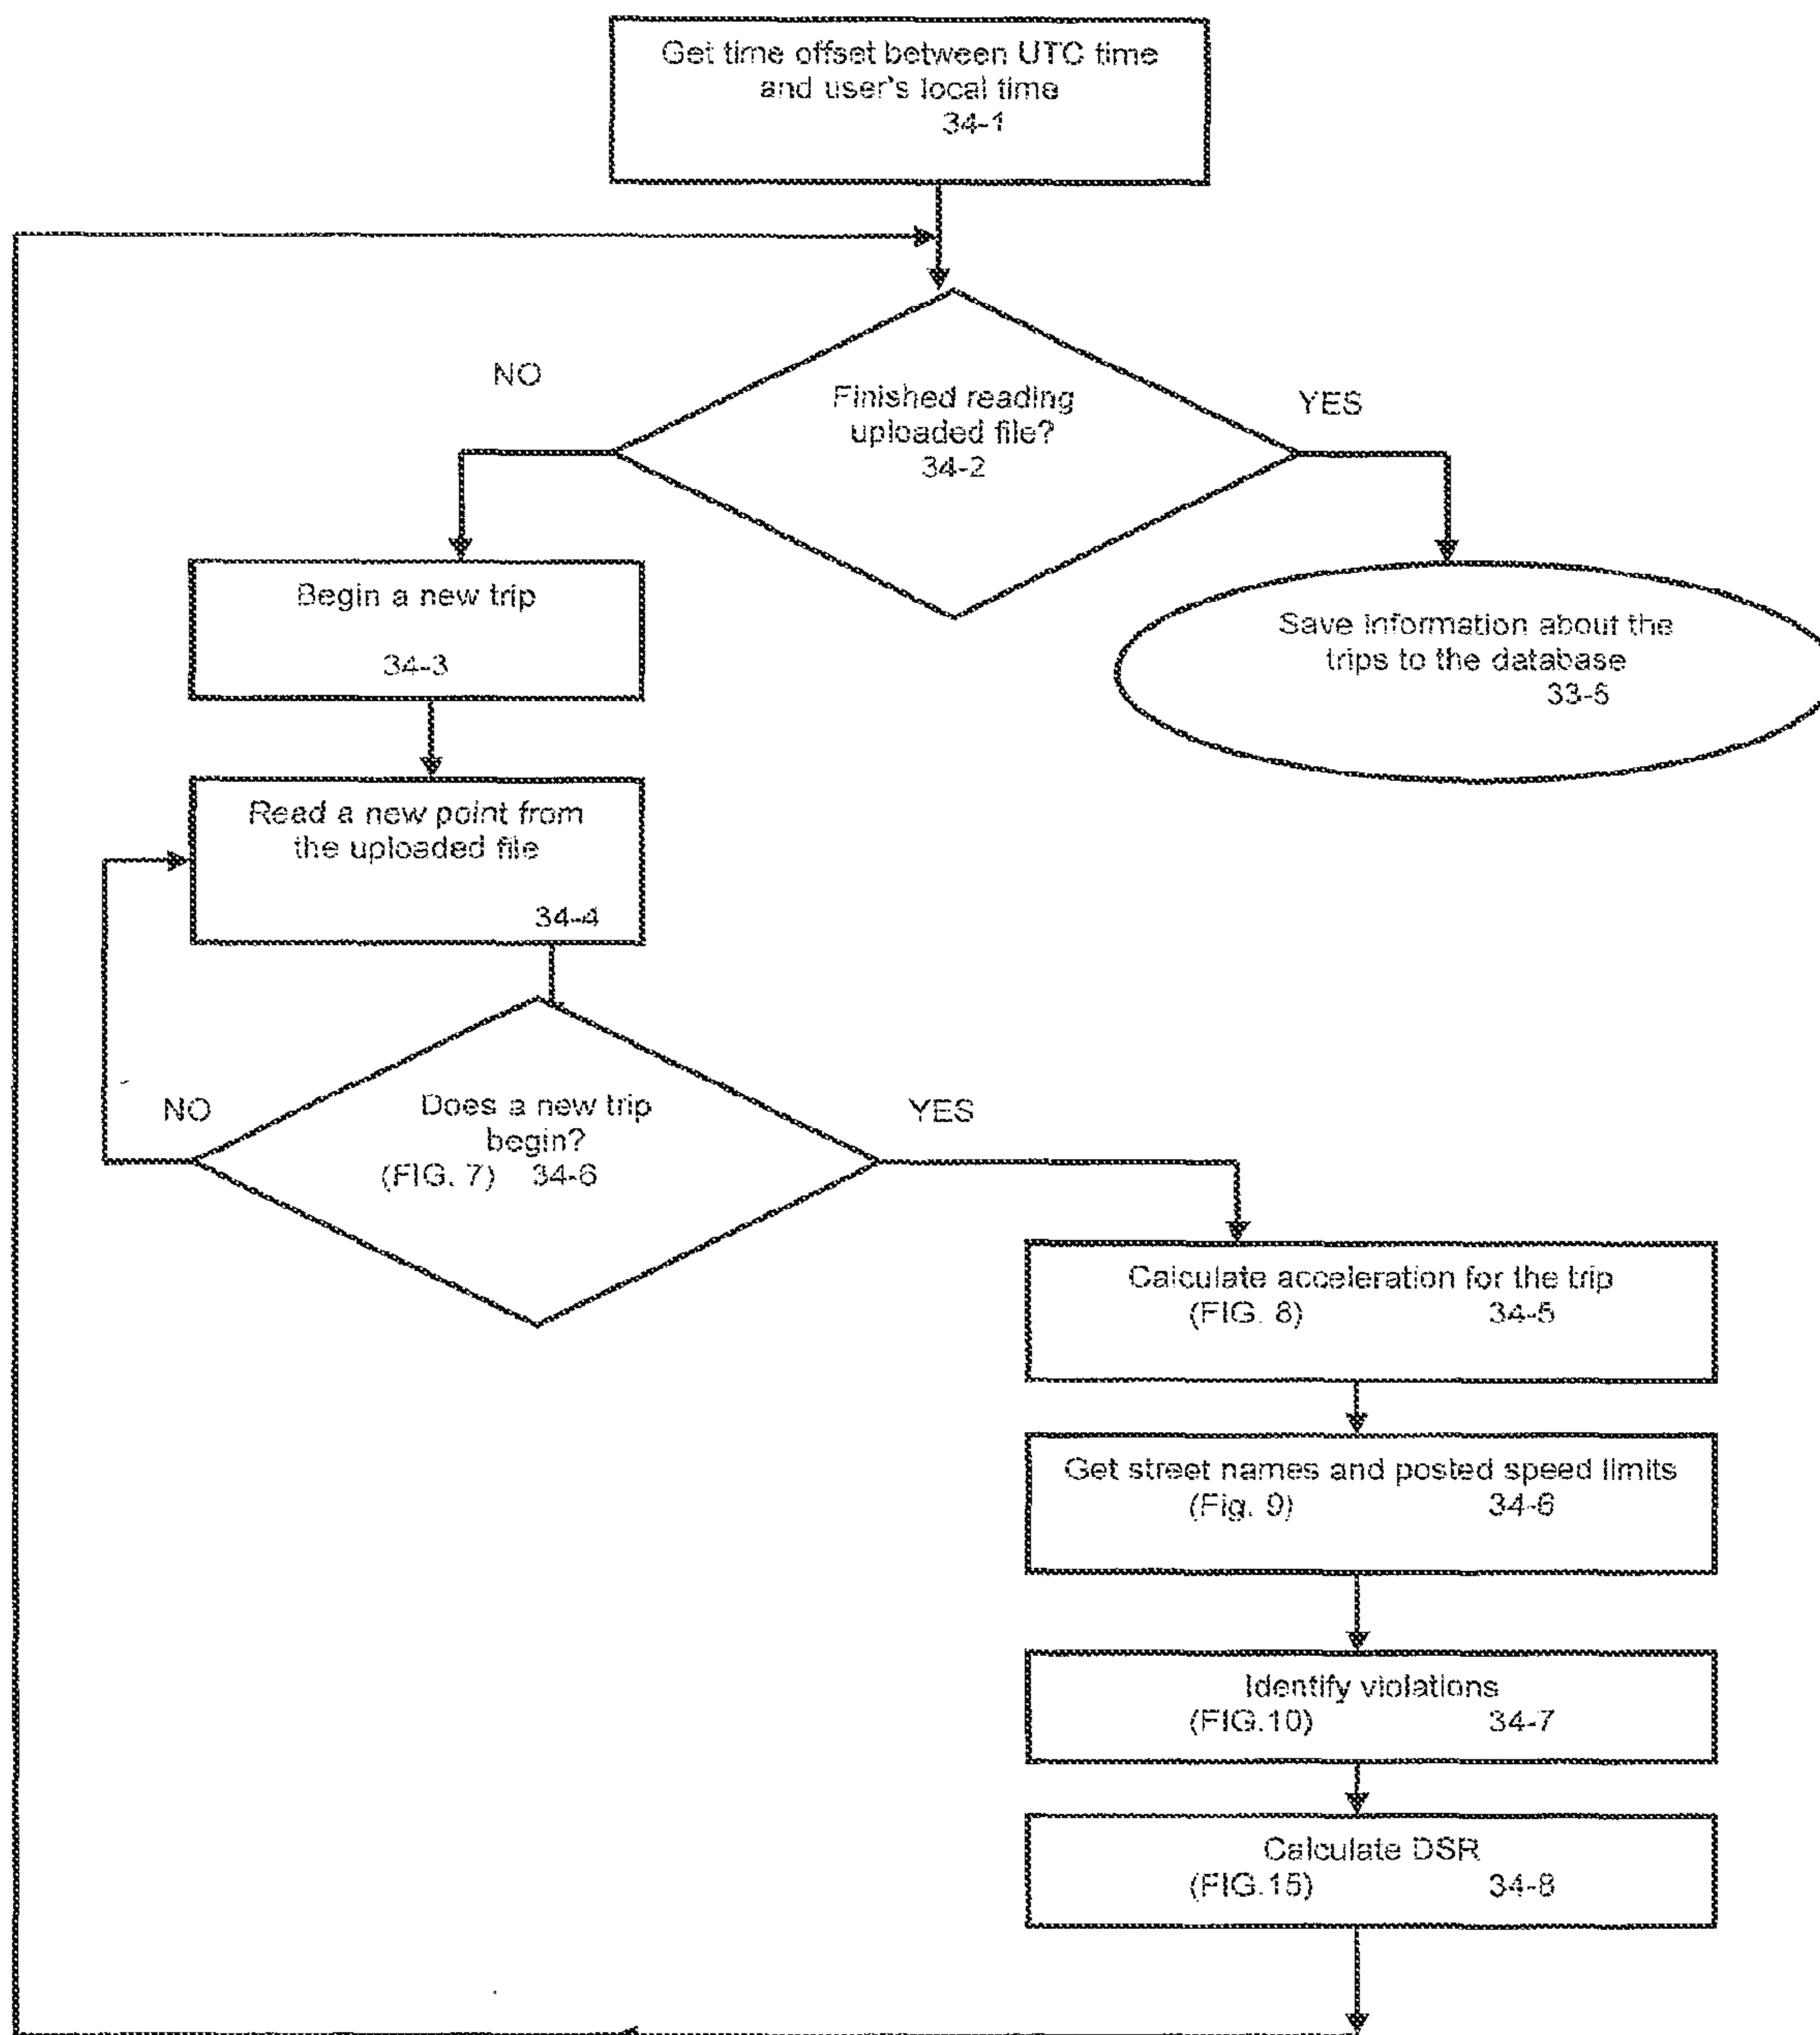 Get time offset between UTC time
and user's local time
34-1
NO
YES
Finished reading
uploaded file?
34-2
Begin a new trip
34-3
Save information about the
trips to the database
33-5
Read a new point from
the uploaded file
34-4
NO
YES
Does a new trip
begin?
(FIG. 7) 34-6
Calculate acceleration for the trip
(FIG. 8) 34-5
Get street names and posted speed limits
(Fig. 9) 34-6
Identify violations
(FIG.10) 34-7
Calculate DSR
(FIG.15) 34-8